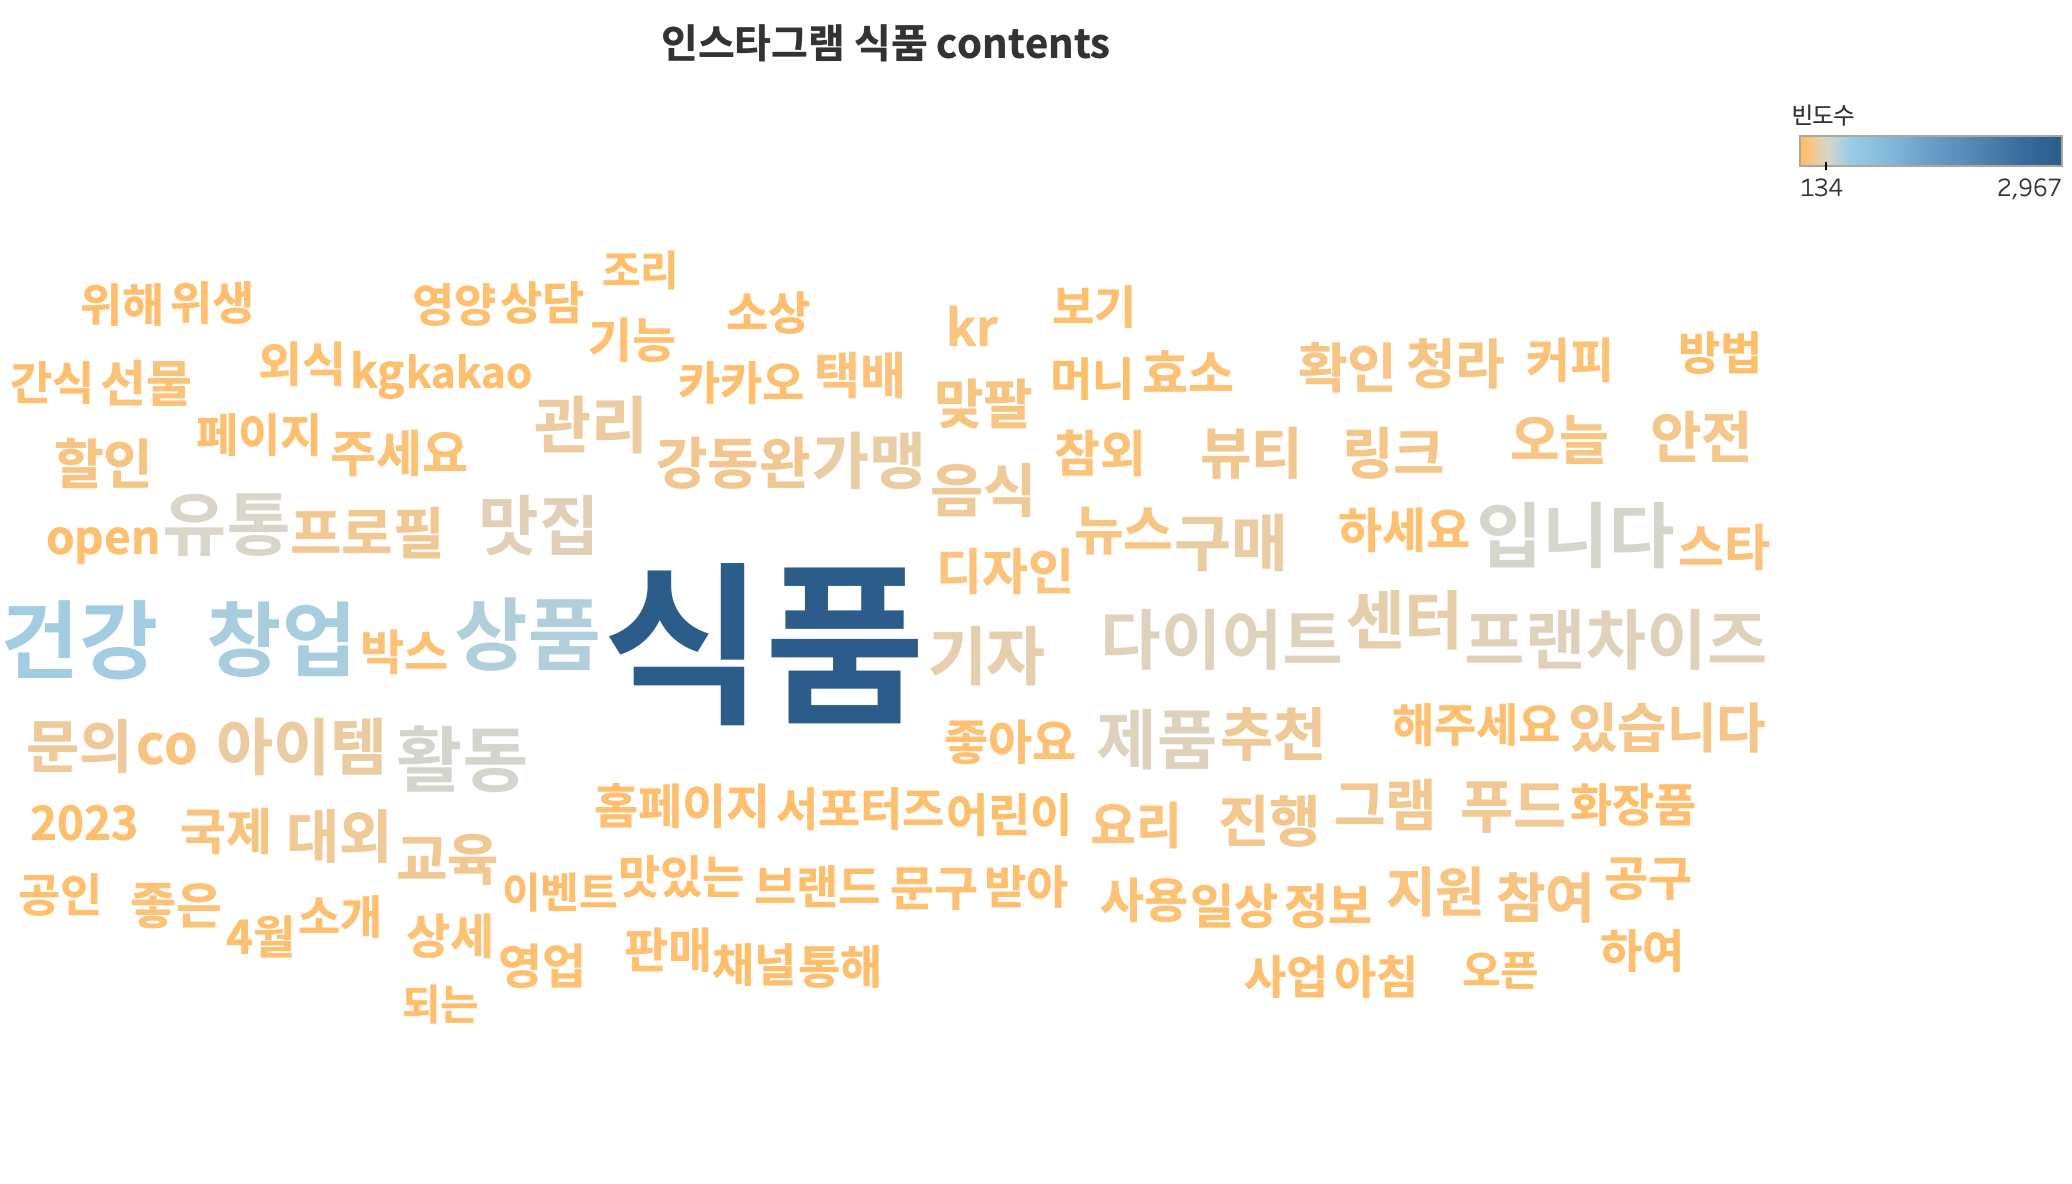 인스타그램 식품 contents
빈도수
134 2,967
조리
위해 위생 영양 상담 소상 kr 보기
기능
간식 선물 외식 kg kakao 카카오 택배 맞팔 머니 효소 확인 청라 커피 방법
할인 페이지 주세요 관리 강동완 가맹 음식 참외 뷰티 링크 오늘 안전
open 유통 프로필 맛집 디자인 뉴스 구매 하세요 입니다 스타
건강 창업 박스 상품 식품 기자 다이어트 센터 프랜차이즈
문의 co 아이템 활동 좋아요 제품 추천 해주세요 있습니다
2023 국제 대외 교육 홈페이지 서포터즈 어린이 요리 진행 그램 푸드 화장품
공인 좋은 4월 소개 상세 이벤트 맛있는 브랜드 문구 받아 사용 일상 정보 지원 참여 공구
영업 판매 채널 통해 사업 아침 오픈 하여
되는